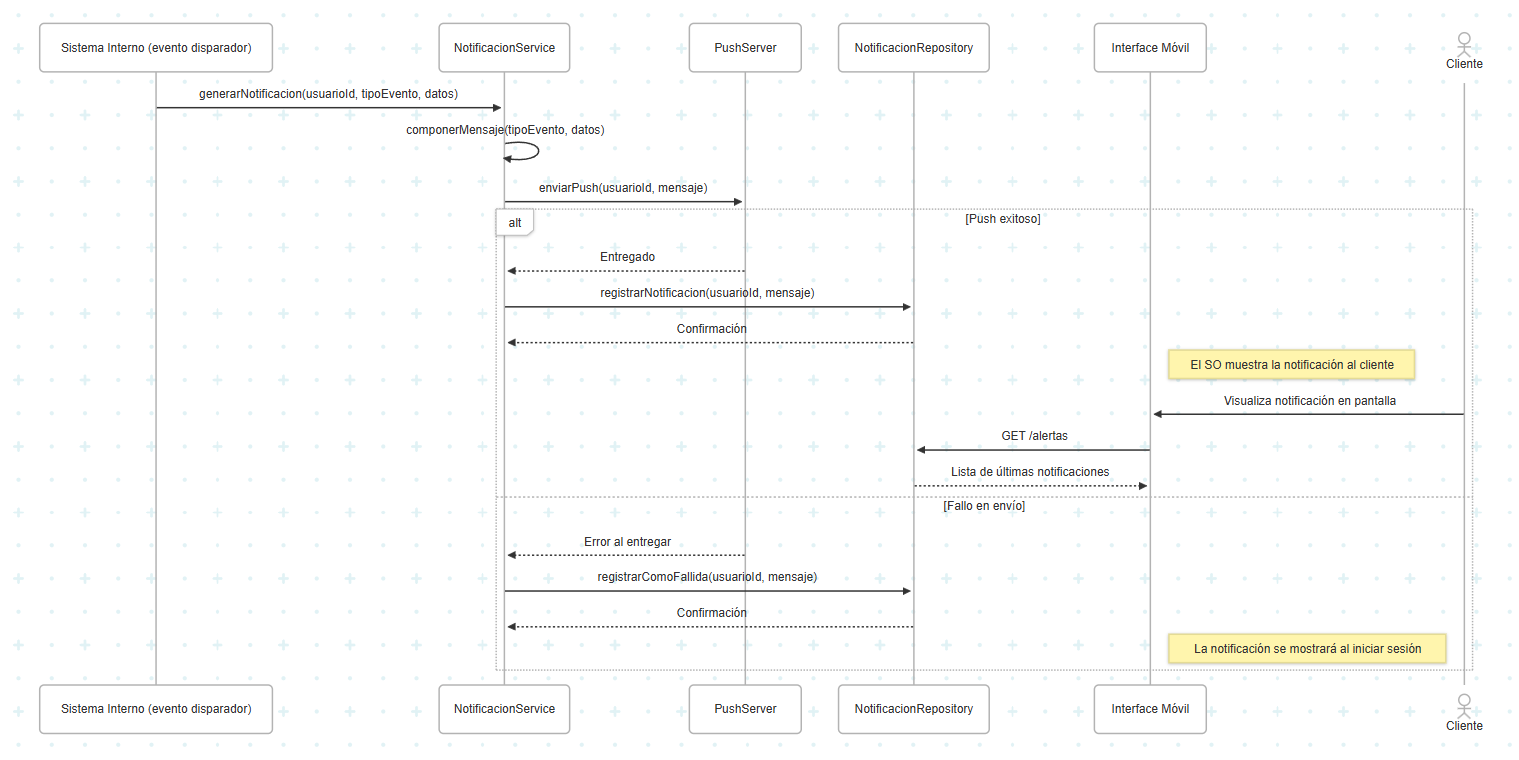 Sistema Interno (evento disparador)
NotificacionService
PushServer
NotificacionRepository
Interface Móvil
Cliente
generarNotificacion(usuarioId, tipoEvento, datos)
componerMensaje(tipoEvento, datos)
enviarPush(usuarioId, mensaje)
alt
[Push exitoso]
Entregado
registrarNotificacion(usuarioId, mensaje)
Confirmación
El SO muestra la notificación al cliente
Visualiza notificación en pantalla
GET /alertas
Lista de últimas notificaciones
[Fallo en envío]
Error al entregar
registrarComoFallida(usuarioId, mensaje)
Confirmación
La notificación se mostrará al iniciar sesión
Sistema Interno (evento disparador)
NotificacionService
PushServer
NotificacionRepository
Interface Móvil
Cliente